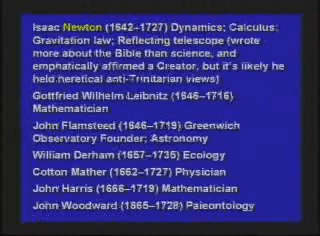 Isaac Newton (1642–1727) Dynamics; Calculus;
Gravitation law; Reflecting telescope (wrote
more about the Bible than science, and
emphatically affirmed a Creator, but it's likely he
held heretical anti-Trinitarian views)
Gottfried Wilhelm Leibnitz (1646–1716)
Mathematician
John Flamsteed (1646–1719) Greenwich
Observatory Founder; Astronomy
William Derham (1657–1735) Ecology
Cotton Mather (1662–1727) Physician
John Harris (1666–1719) Mathematician
John Woodward (1665–1728) Paleontology